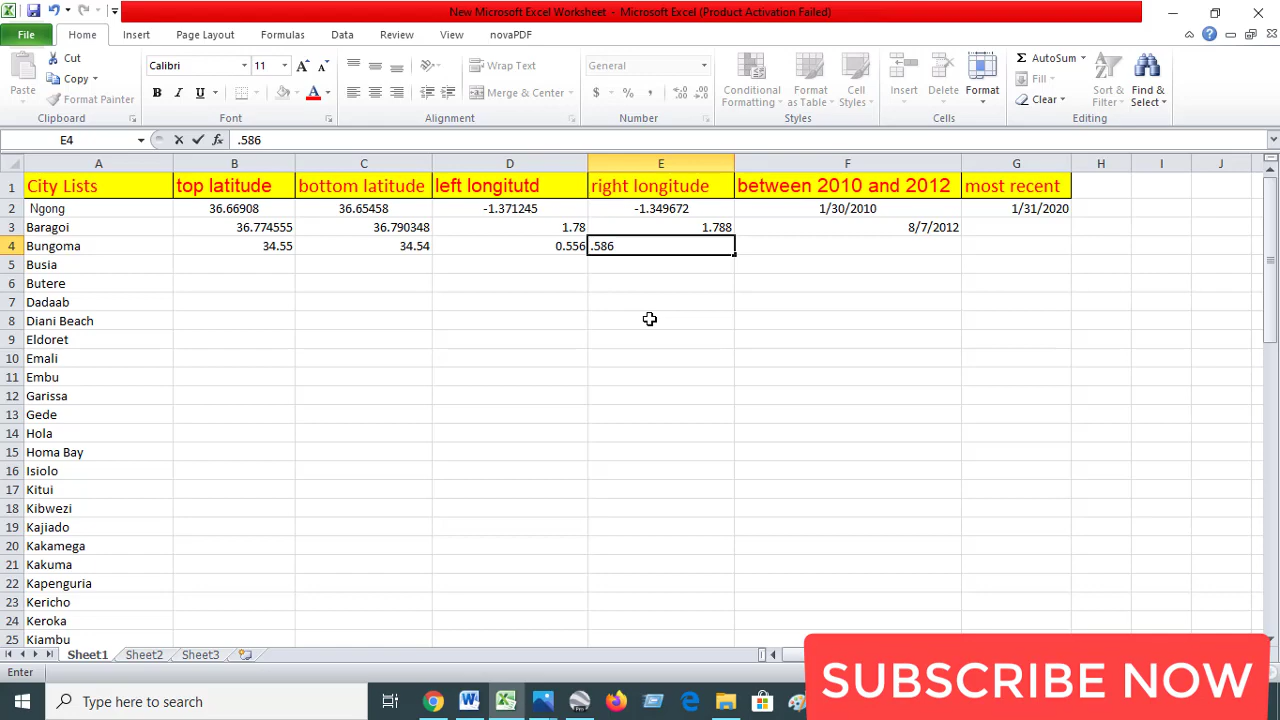 New Microsoft Excel Worksheet - Microsoft Excel (Product Activation Failed)
File Home Insert Page Layout Formulas Data Review View novaPDF
Paste Cut Copy Format Painter Clipboard
Calibri 11 B I U A A A Font
Wrap Text Merge & Center Alignment
General $ % , Number
Conditional Formatting Format as Table Cell Styles Styles
Insert Delete Format Cells
Σ AutoSum Fill Clear Sort & Filter Find & Select Editing
E4 fx .586
A B C D E F G H I J
1 City Lists top latitude bottom latitude left longitutd right longitude between 2010 and 2012 most recent
2 Ngong 36.66908 36.65458 -1.371245 -1.349672 1/30/2010 1/31/2020
3 Baragoi 36.774555 36.790348 1.78 1.788 8/7/2012
4 Bungoma 34.55 34.54 0.556 .586
5 Busia
6 Butere
7 Dadaab
8 Diani Beach
9 Eldoret
10 Emali
11 Embu
12 Garissa
13 Gede
14 Hola
15 Homa Bay
16 Isiolo
17 Kitui
18 Kibwezi
19 Kajiado
20 Kakamega
21 Kakuma
22 Kapenguria
23 Kericho
24 Keroka
25 Kiambu
Sheet1 Sheet2 Sheet3
Enter
Type here to search
SUBSCRIBE NOW